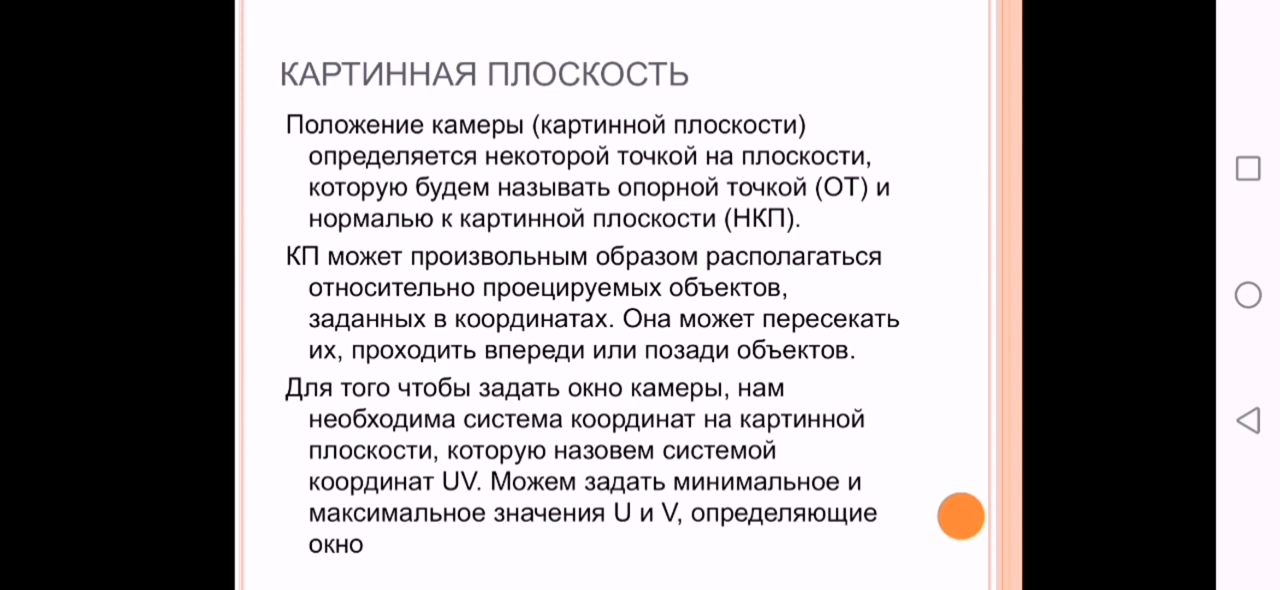 КАРТИННАЯ ПЛОСКОСТЬ
Положение камеры (картинной плоскости)
определяется некоторой точкой на плоскости,
которую будем называть опорной точкой (ОТ) и
нормалью к картинной плоскости (НКП).
КП может произвольным образом располагаться
относительно проецируемых объектов,
заданных в координатах. Она может пересекать
их, проходить впереди или позади объектов.
Для того чтобы задать окно камеры, нам
необходима система координат на картинной
плоскости, которую назовем системой
координат UV. Можем задать минимальное и
максимальное значения U и V, определяющие
окно